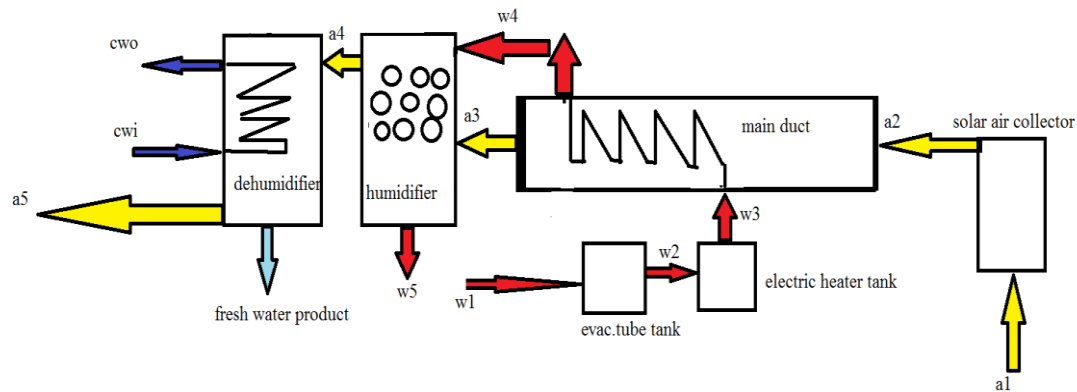 w4
cwo
a4
solar air collector
a3
main duct
a2
cwi
dehumidifier
humidifier
a5
w3
w2
electric heater tank
w5
w1
fresh water product
evac.tube tank
a1